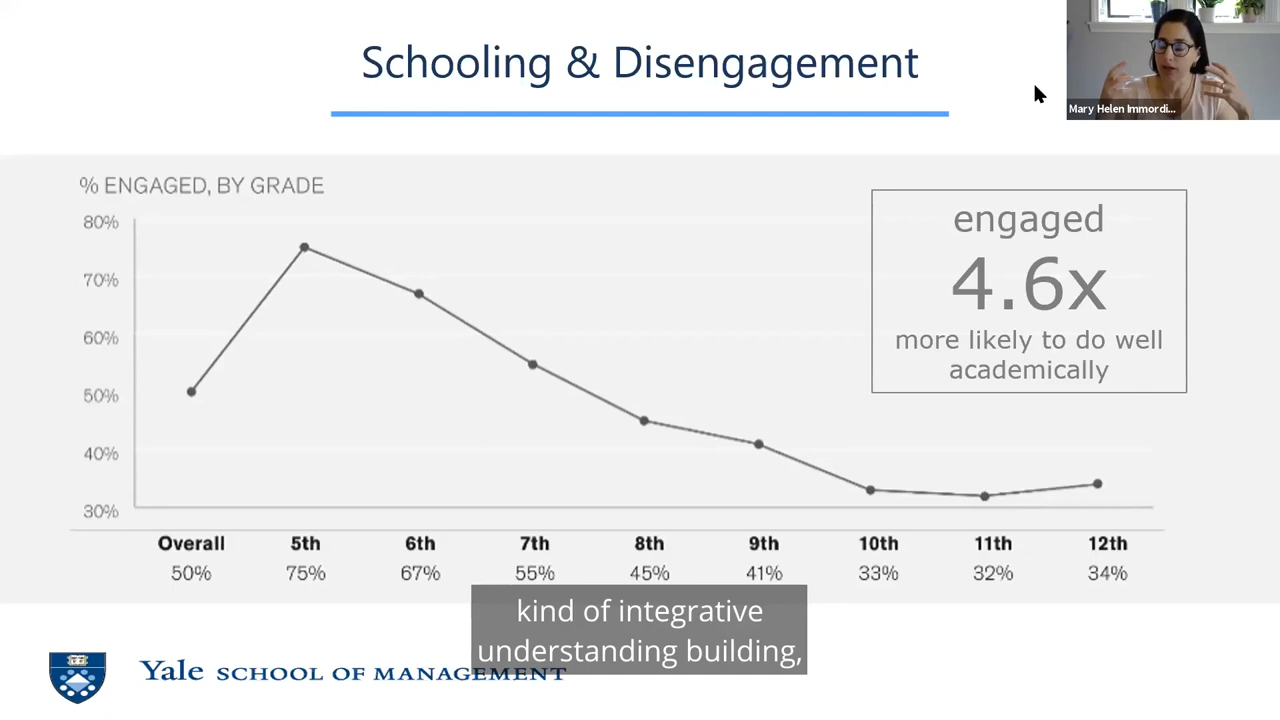 Schooling & Disengagement
Mary Helen Immordi...
% ENGAGED, BY GRADE
engaged
4.6x
more likely to do well
academically
80%
70%
60%
50%
40%
30%
Overall 5th 6th 7th 8th 9th 10th 11th 12th
50% 75% 67% 55% 45% 41% 33% 32% 34%
kind of integrative
understanding building,
Yale SCHOOL OF MANAGEMENT